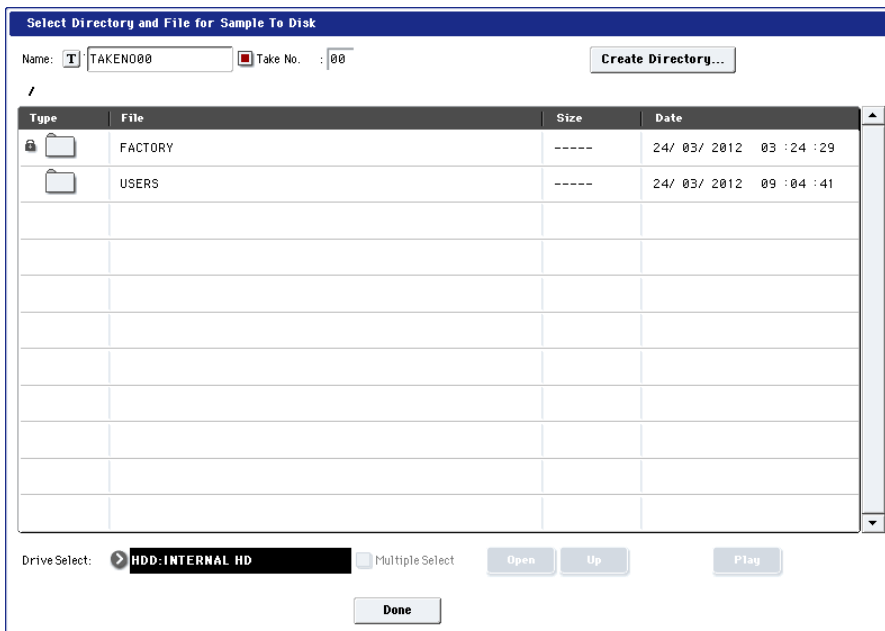 Select Directory and File for Sample To Disk
Name: T TAKENO00 Take No. : 00 Create Directory...
/
Type File Size Date
FACTORY ----- 24/ 03/ 2012 03 :24 :29
USERS ----- 24/ 03/ 2012 09 :04 :41
Drive Select: HDD:INTERNAL HD Multiple Select Open Up Play
Done